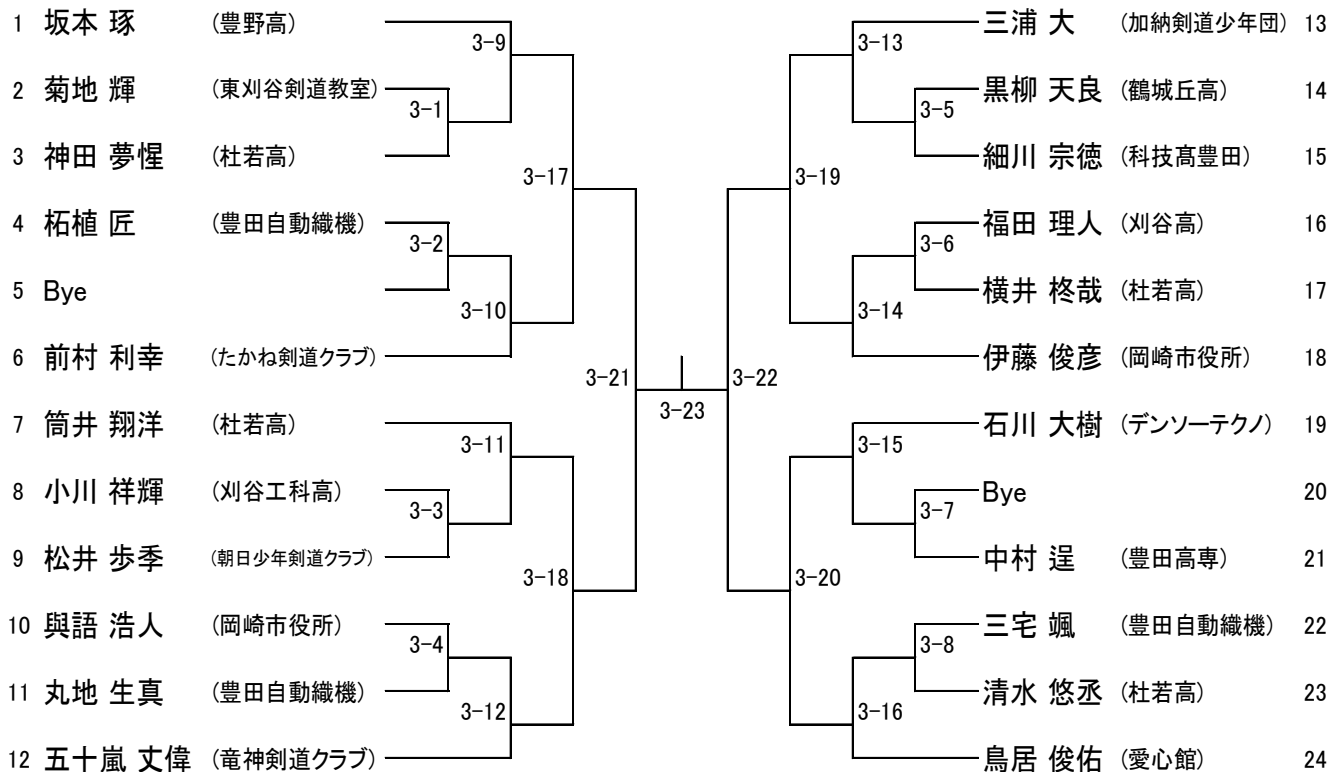 1 坂本 琢 (豊野高)
2 菊地 輝 (東刈谷剣道教室)
3 神田 夢惺 (杜若高)
4 柘植 匠 (豊田自動織機)
5 Bye
6 前村 利幸 (たかね剣道クラブ)
7 筒井 翔洋 (杜若高)
8 小川 祥輝 (刈谷工科高)
9 松井 歩季 (朝日少年剣道クラブ)
10 與語 浩人 (岡崎市役所)
11 丸地 生真 (豊田自動織機)
12 五十嵐 丈偉 (竜神剣道クラブ)
3-9
3-1
3-17
3-2
3-10
3-21
3-11
3-3
3-18
3-4
3-12
3-23
3-13
3-5
3-19
3-6
3-14
3-22
3-15
3-7
3-20
3-8
3-16
三浦 大 (加納剣道少年団) 13
黒柳 天良 (鶴城丘高) 14
細川 宗徳 (科技髙豊田) 15
福田 理人 (刈谷高) 16
横井 柊哉 (杜若高) 17
伊藤 俊彦 (岡崎市役所) 18
石川 大樹 (デンソーテクノ) 19
Bye 20
中村 逞 (豊田高専) 21
三宅 颯 (豊田自動織機) 22
清水 悠丞 (杜若高) 23
鳥居 俊佑 (愛心館) 24